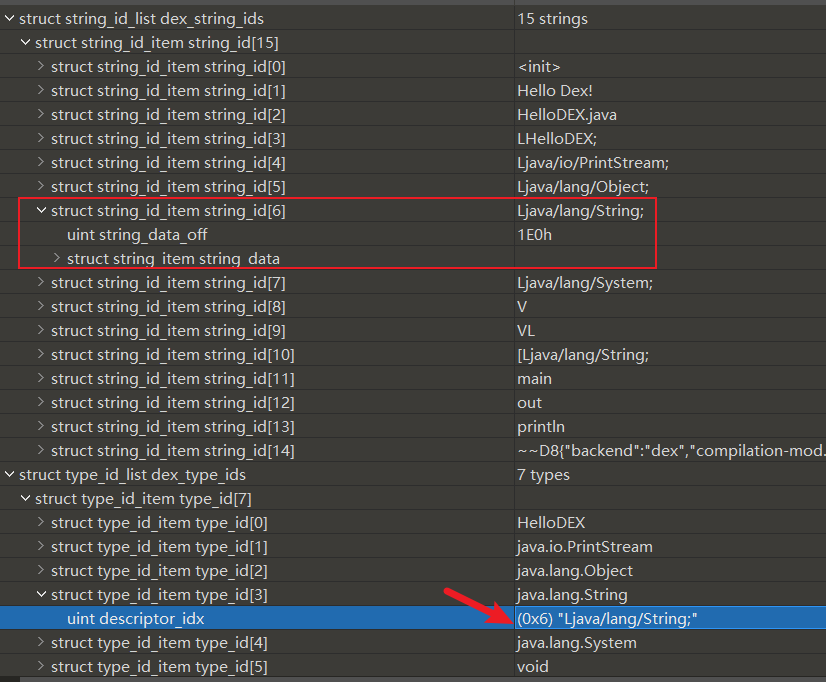 struct string_id_list dex_string_ids 15 strings
struct string_id_item string_id[15]
struct string_id_item string_id[0] <init>
struct string_id_item string_id[1] Hello Dex!
struct string_id_item string_id[2] HelloDEX.java
struct string_id_item string_id[3] LHelloDEX;
struct string_id_item string_id[4] Ljava/io/PrintStream;
struct string_id_item string_id[5] Ljava/lang/Object;
struct string_id_item string_id[6] Ljava/lang/String;
uint string_data_off 1E0h
struct string_item string_data
struct string_id_item string_id[7] Ljava/lang/System;
struct string_id_item string_id[8] V
struct string_id_item string_id[9] VL
struct string_id_item string_id[10] [Ljava/lang/String;
struct string_id_item string_id[11] main
struct string_id_item string_id[12] out
struct string_id_item string_id[13] println
struct string_id_item string_id[14] ~~D8{"backend":"dex","compilation-mod.
struct type_id_list dex_type_ids 7 types
struct type_id_item type_id[7]
struct type_id_item type_id[0] HelloDEX
struct type_id_item type_id[1] java.io.PrintStream
struct type_id_item type_id[2] java.lang.Object
struct type_id_item type_id[3] java.lang.String
uint descriptor_idx (0x6) "Ljava/lang/String;"
struct type_id_item type_id[4] java.lang.System
struct type_id_item type_id[5] void